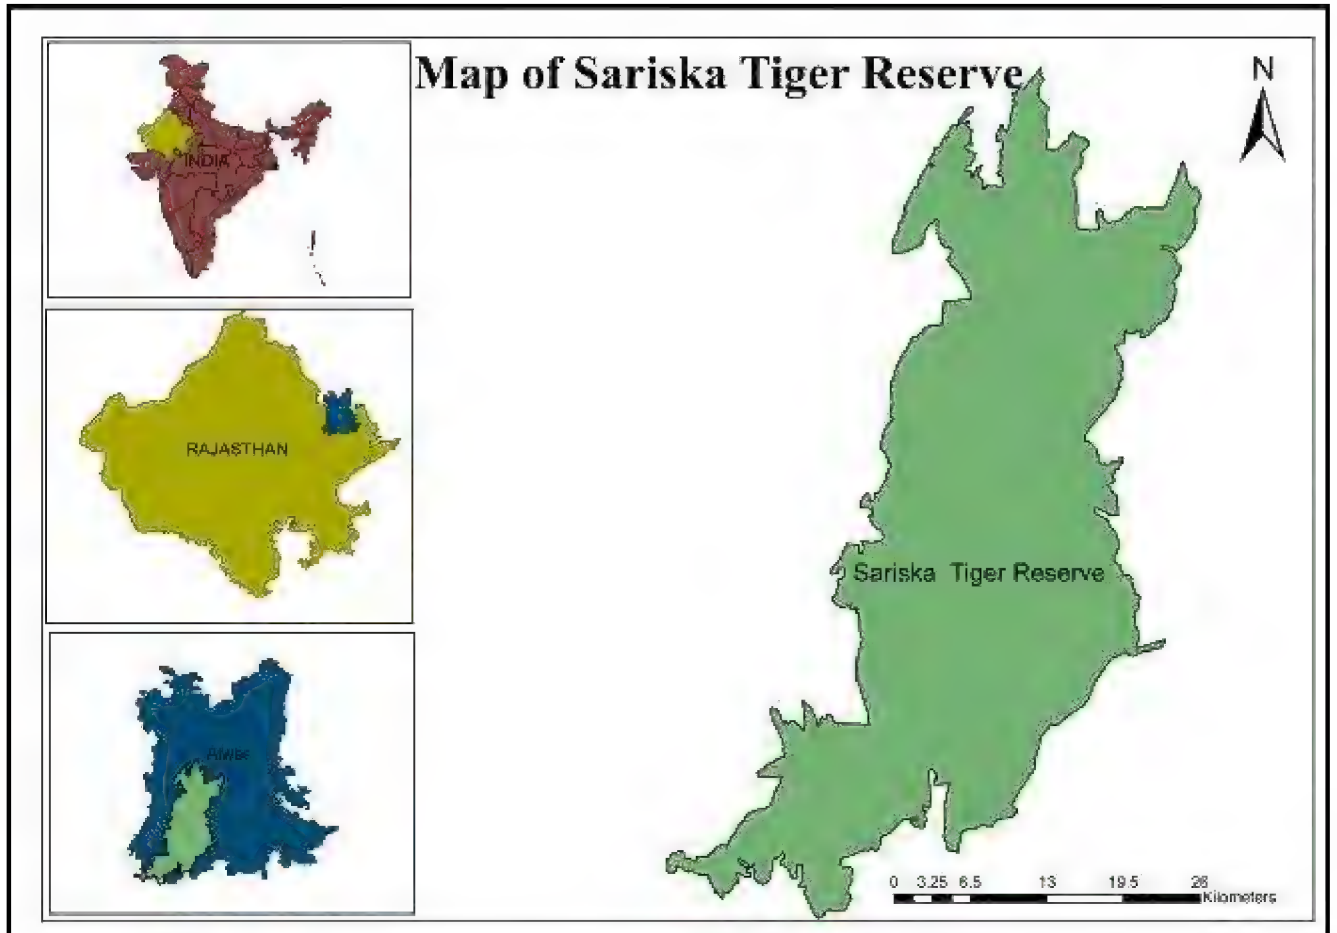 Map of Sariska Tiger Reserve
N
INDIA
RAJASTHAN
Alwar
Sariska Tiger Reserve
0 3.25 6.5 13 19.5 26
Kilometers